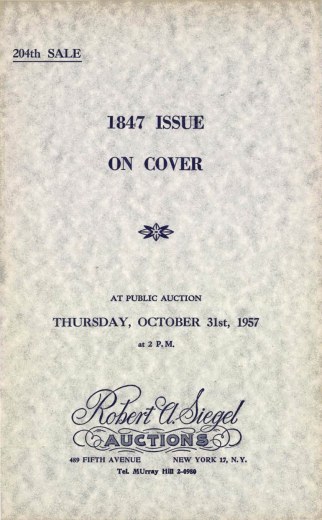 204th SALE
1847 ISSUE
ON COVER
AT PUBLIC AUCTION
THURSDAY, OCTOBER 31st, 1957
at 2 P. M.
Robert A. Siegel
AUCTIONS
489 FIFTH AVENUE NEW YORK 17, N. Y.
Tel. MUrray Hill 2-0980